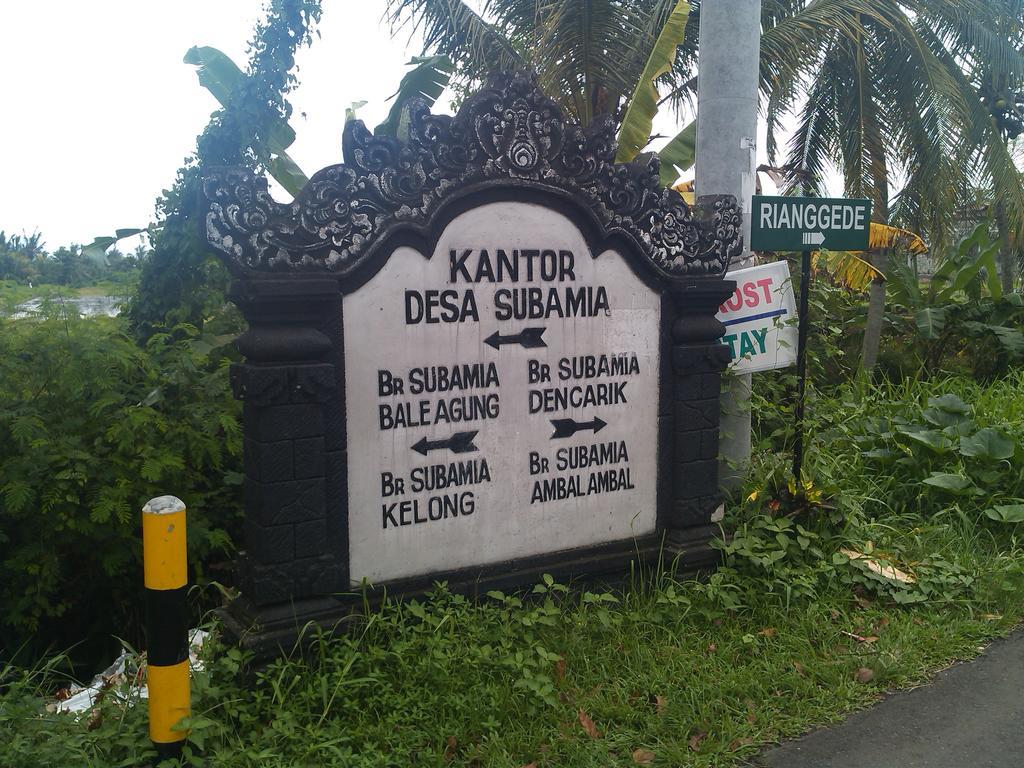 KANTOR
DESA SUBAMIA
BR SUBAMIA
BALE AGUNG
BR SUBAMIA
DENCARIK
BR SUBAMIA
KELONG
BR SUBAMIA
AMBAL AMBAL
RIANGGEDE
OST
TAY